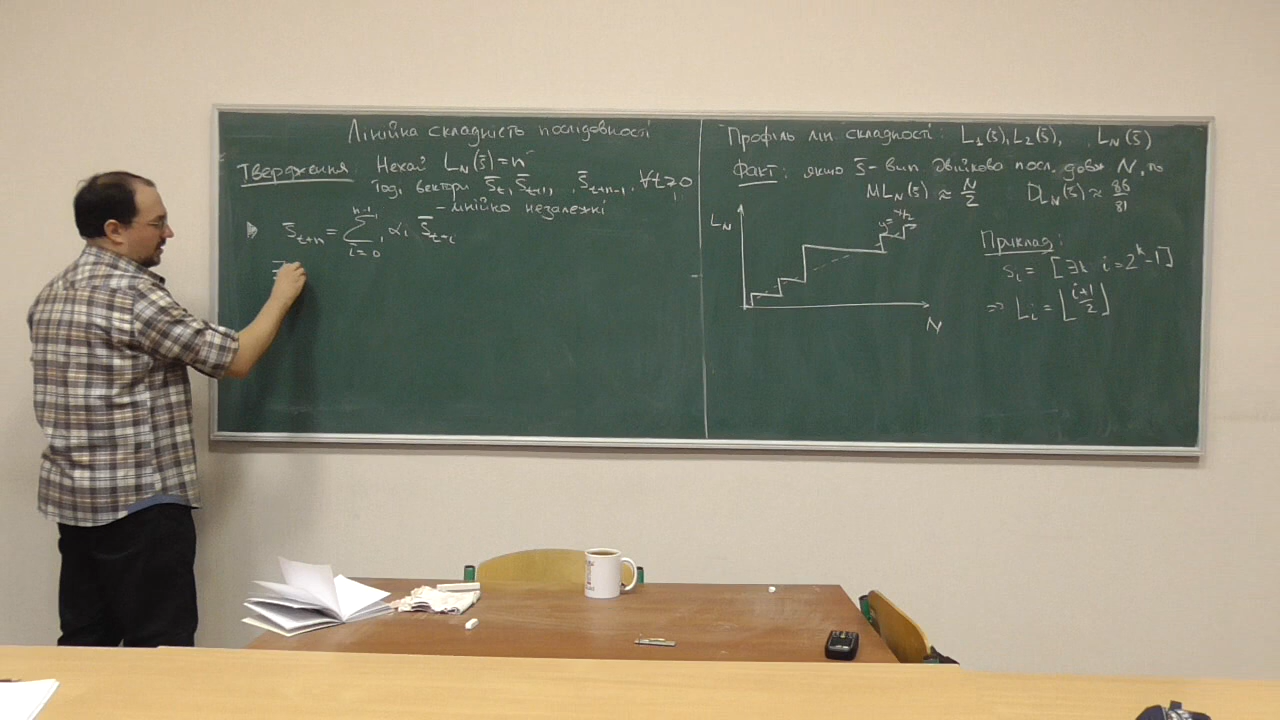 Лінійна складність послідовності
Твердження. Нехай L_N(s̄) = n
Тоді вектори s̄_t, s̄_{t+1}, , s̄_{t+n-1}, ∀t ≥ 0
- лінійно незалежні
s̄_{t+n} = ∑_{i=0}^{n-1} α_i s̄_{t-i}
Профіль лін складності: L_1(s̄), L_2(s̄), , L_N(s̄)
Факт: якщо s̄ - вип двійкова посл. довж N, то
ML_N(s̄) ≈ N/2 DL_N(s̄) ≈ 86/81
L_N
N
Приклад:
s_i = [∃k i = 2^k - 1]
⇒ L_i = ⌊(i+1)/2⌋